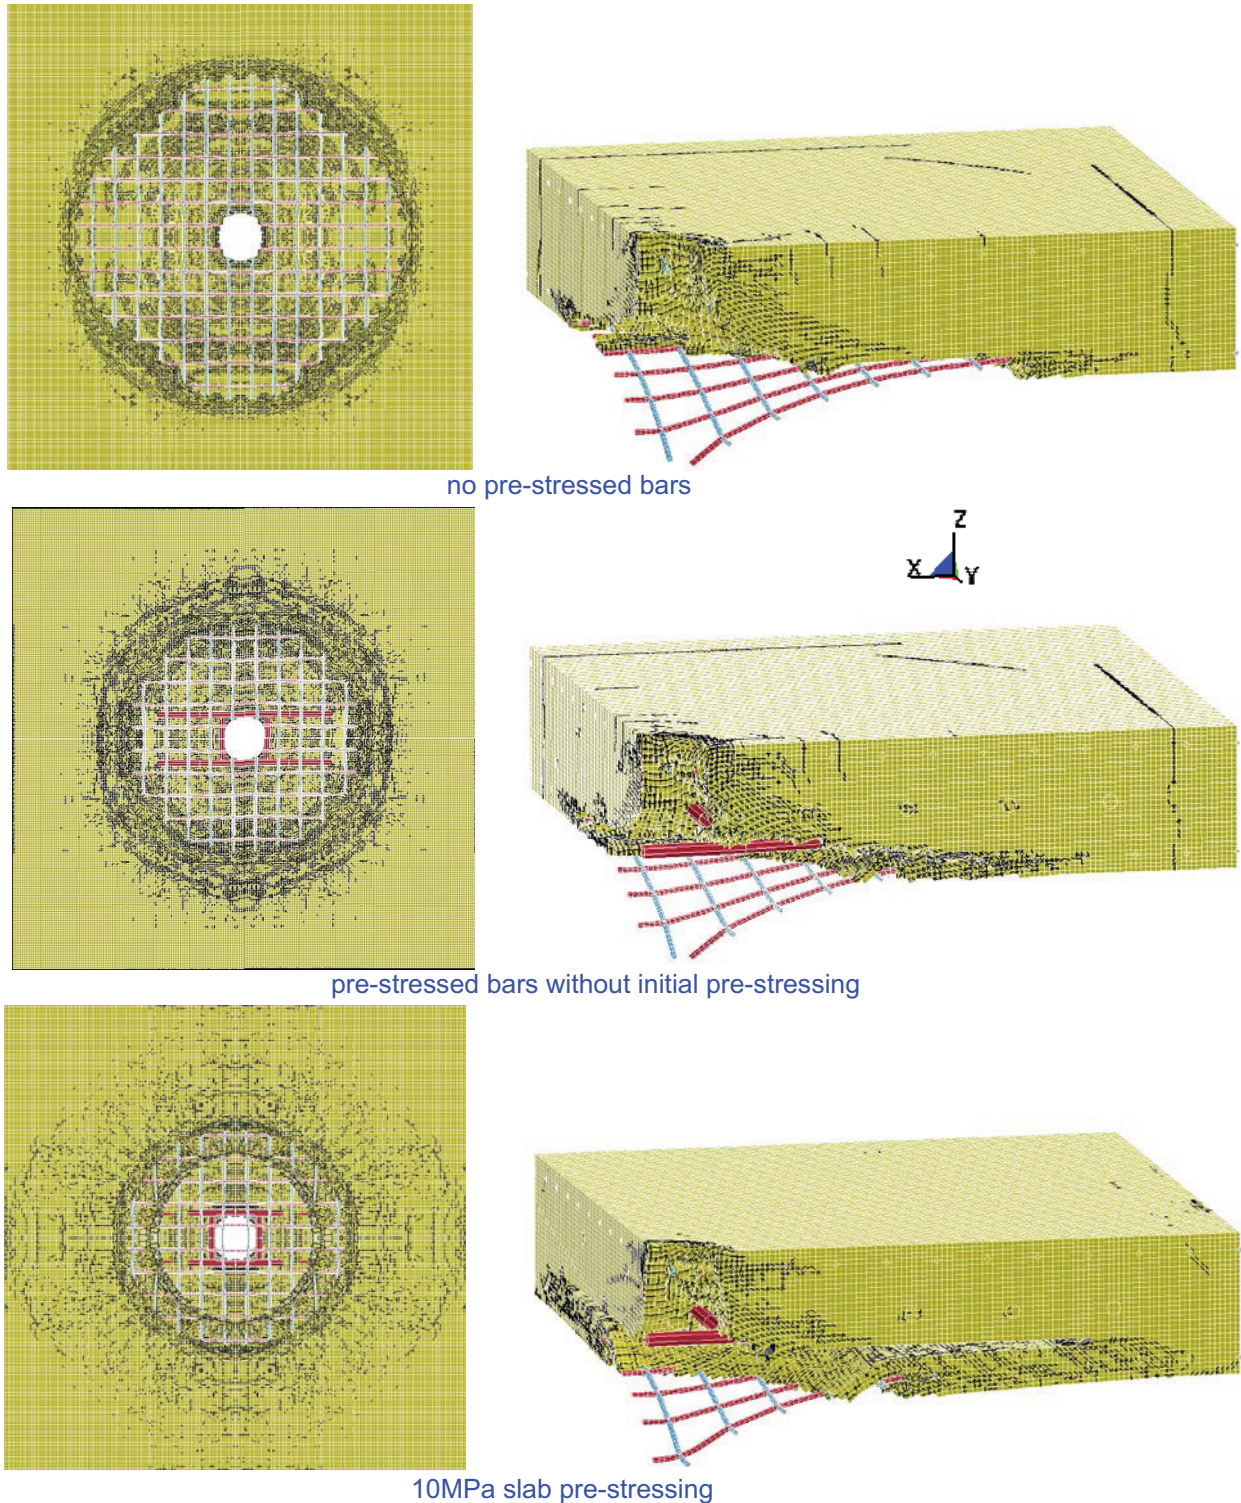 no pre-stressed bars
Z
X
Y
pre-stressed bars without initial pre-stressing
10MPa slab pre-stressing